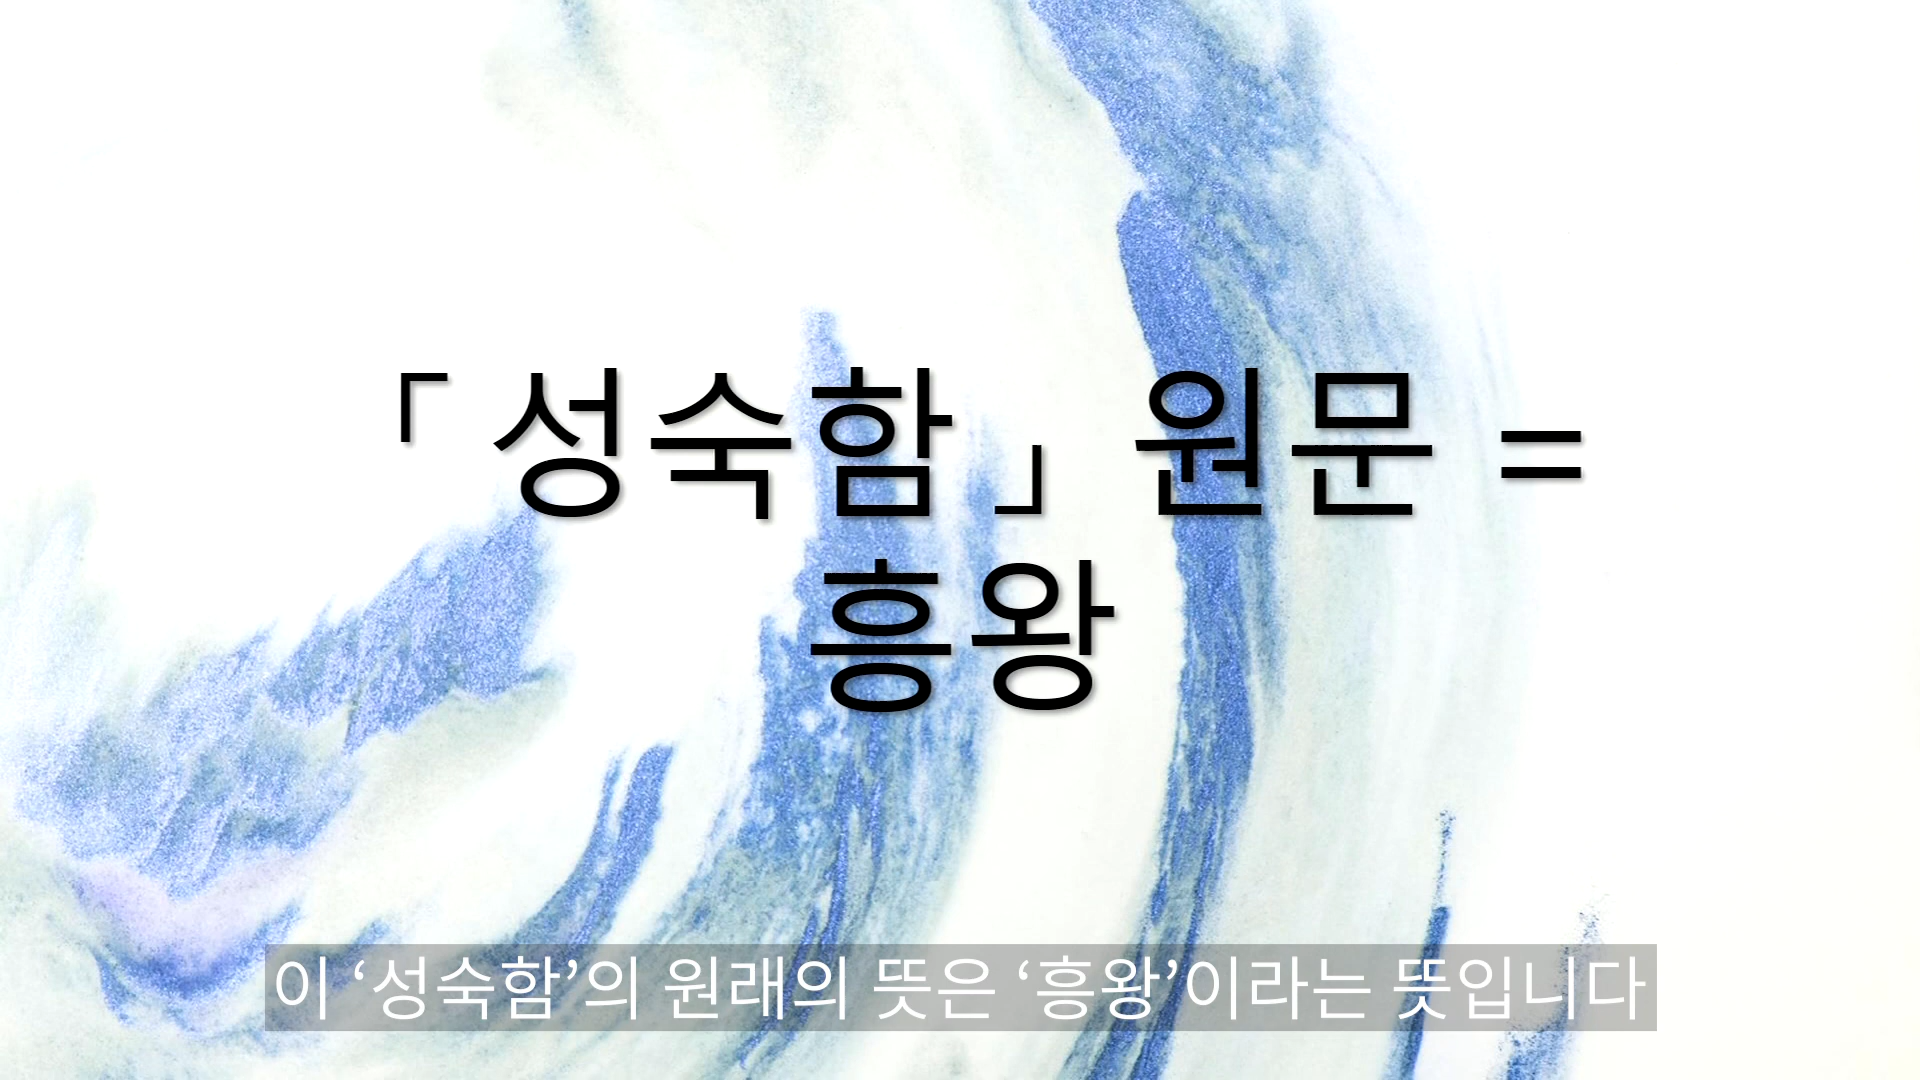 「성숙함」 원문 =
흥왕
이 ‘성숙함’의 원래의 뜻은 ‘흥왕’이라는 뜻입니다